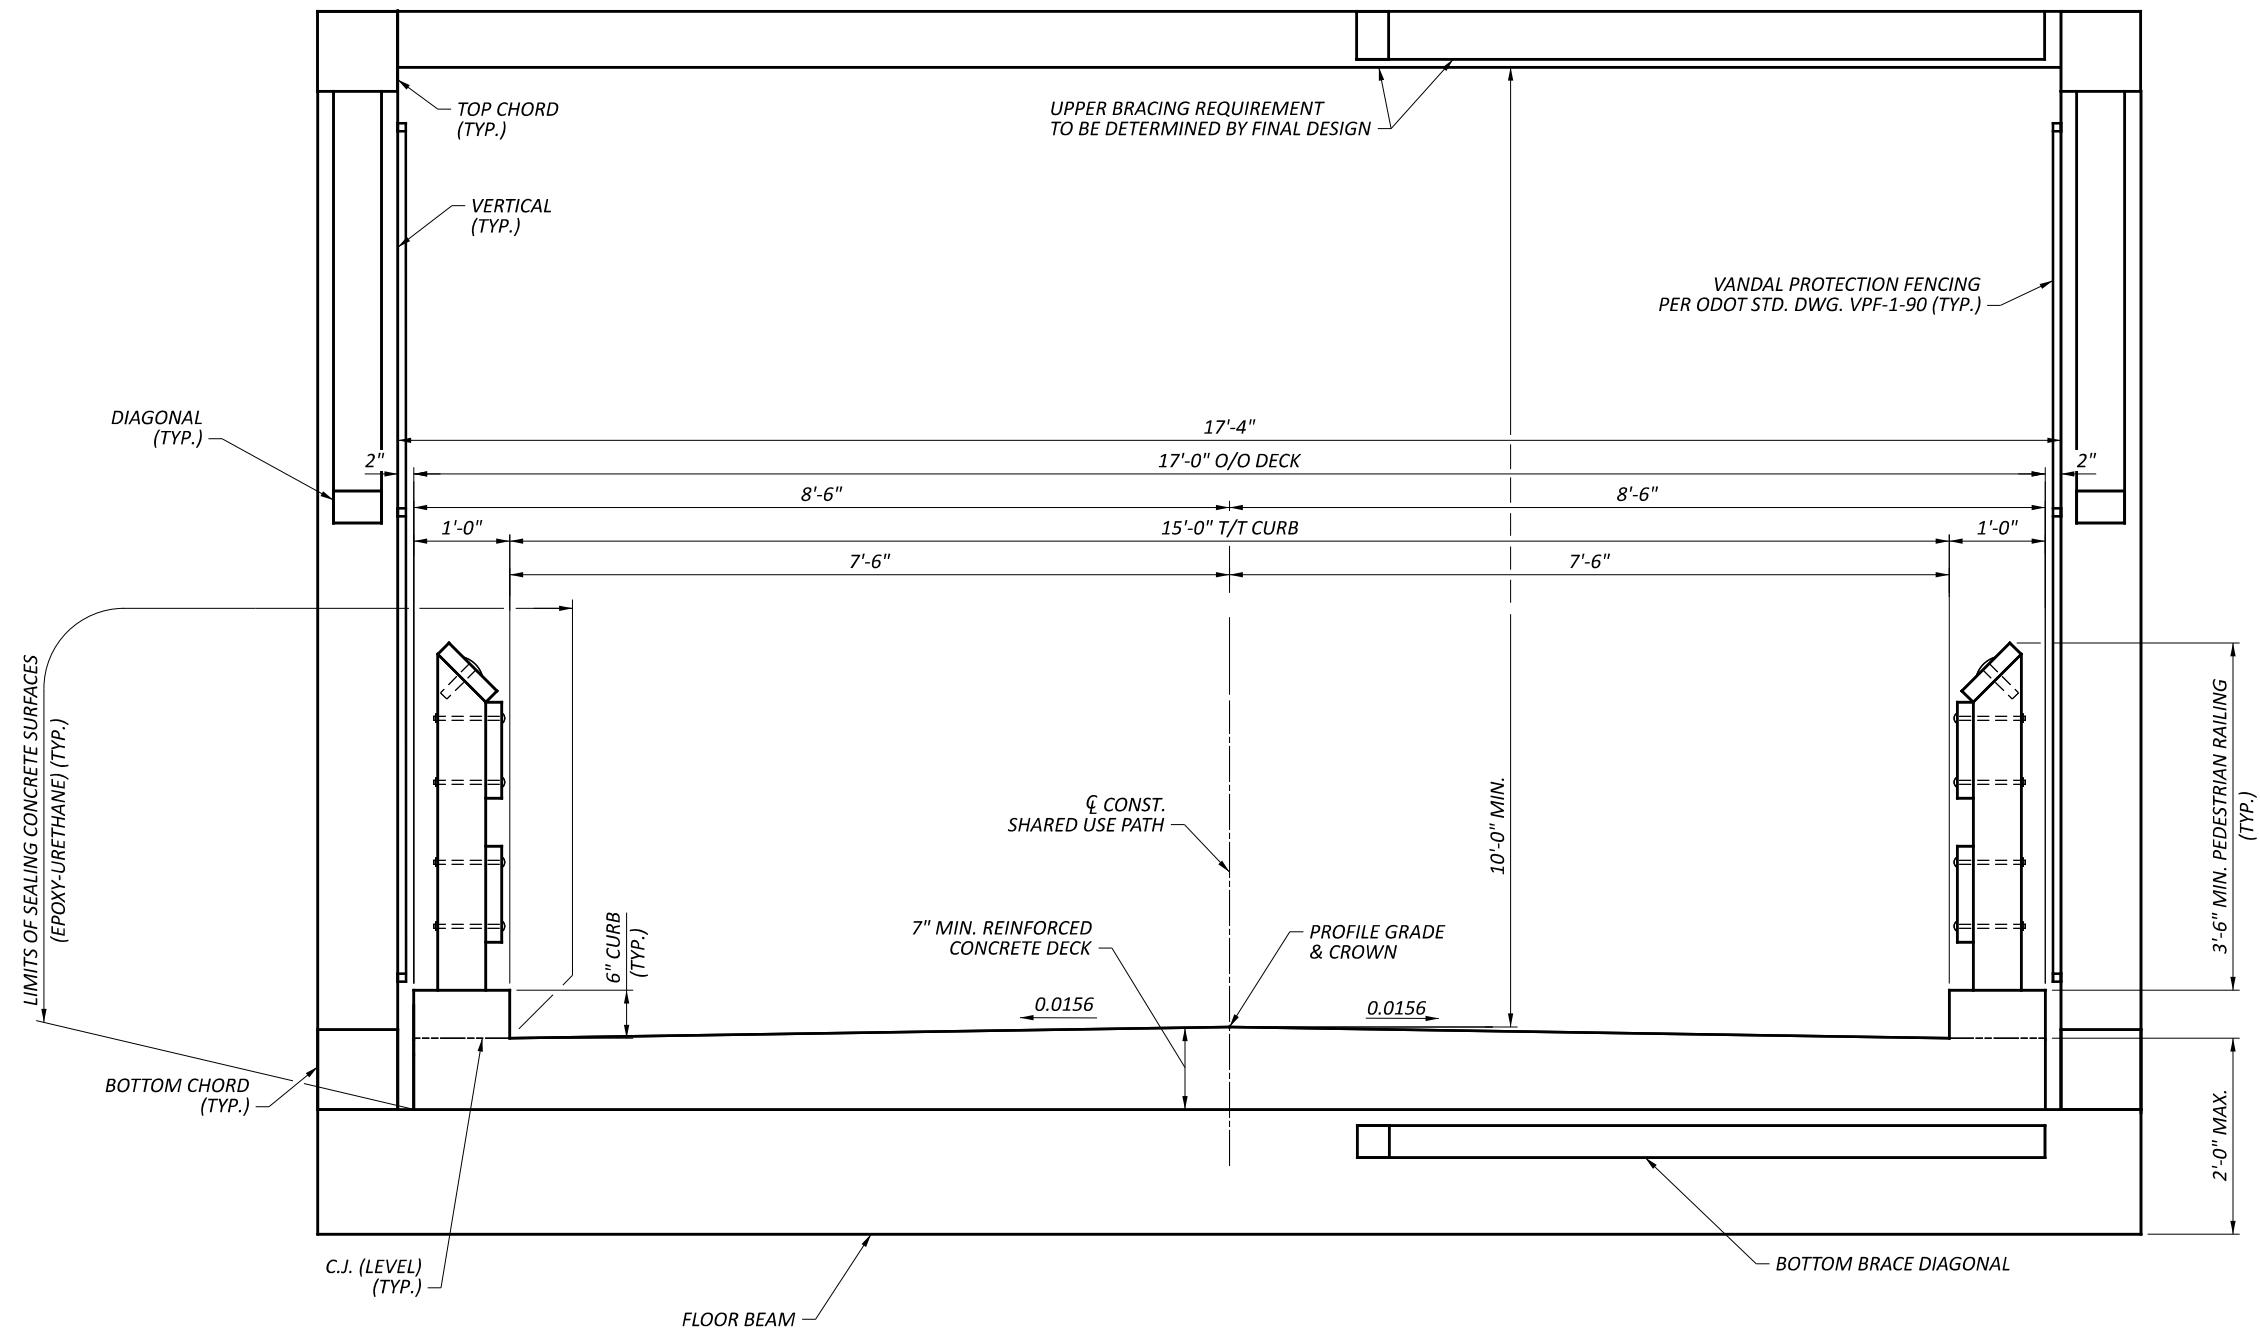 TOP CHORD
(TYP.)
UPPER BRACING REQUIREMENT
TO BE DETERMINED BY FINAL DESIGN
VERTICAL
(TYP.)
VANDAL PROTECTION FENCING
PER ODOT STD. DWG. VPF-1-90 (TYP.)
DIAGONAL
(TYP.)
17'-4"
2"
17'-0" O/O DECK
2"
8'-6"
8'-6"
1'-0"
15'-0" T/T CURB
1'-0"
7'-6"
7'-6"
LIMITS OF SEALING CONCRETE SURFACES
(EPOXY-URETHANE) (TYP.)
3'-6" MIN. PEDESTRIAN RAILING
(TYP.)
10'-0" MIN.
℄ CONST.
SHARED USE PATH
6" CURB
(TYP.)
7" MIN. REINFORCED
CONCRETE DECK
PROFILE GRADE
& CROWN
0.0156
0.0156
BOTTOM CHORD
(TYP.)
2'-0" MAX.
C.J. (LEVEL)
(TYP.)
BOTTOM BRACE DIAGONAL
FLOOR BEAM